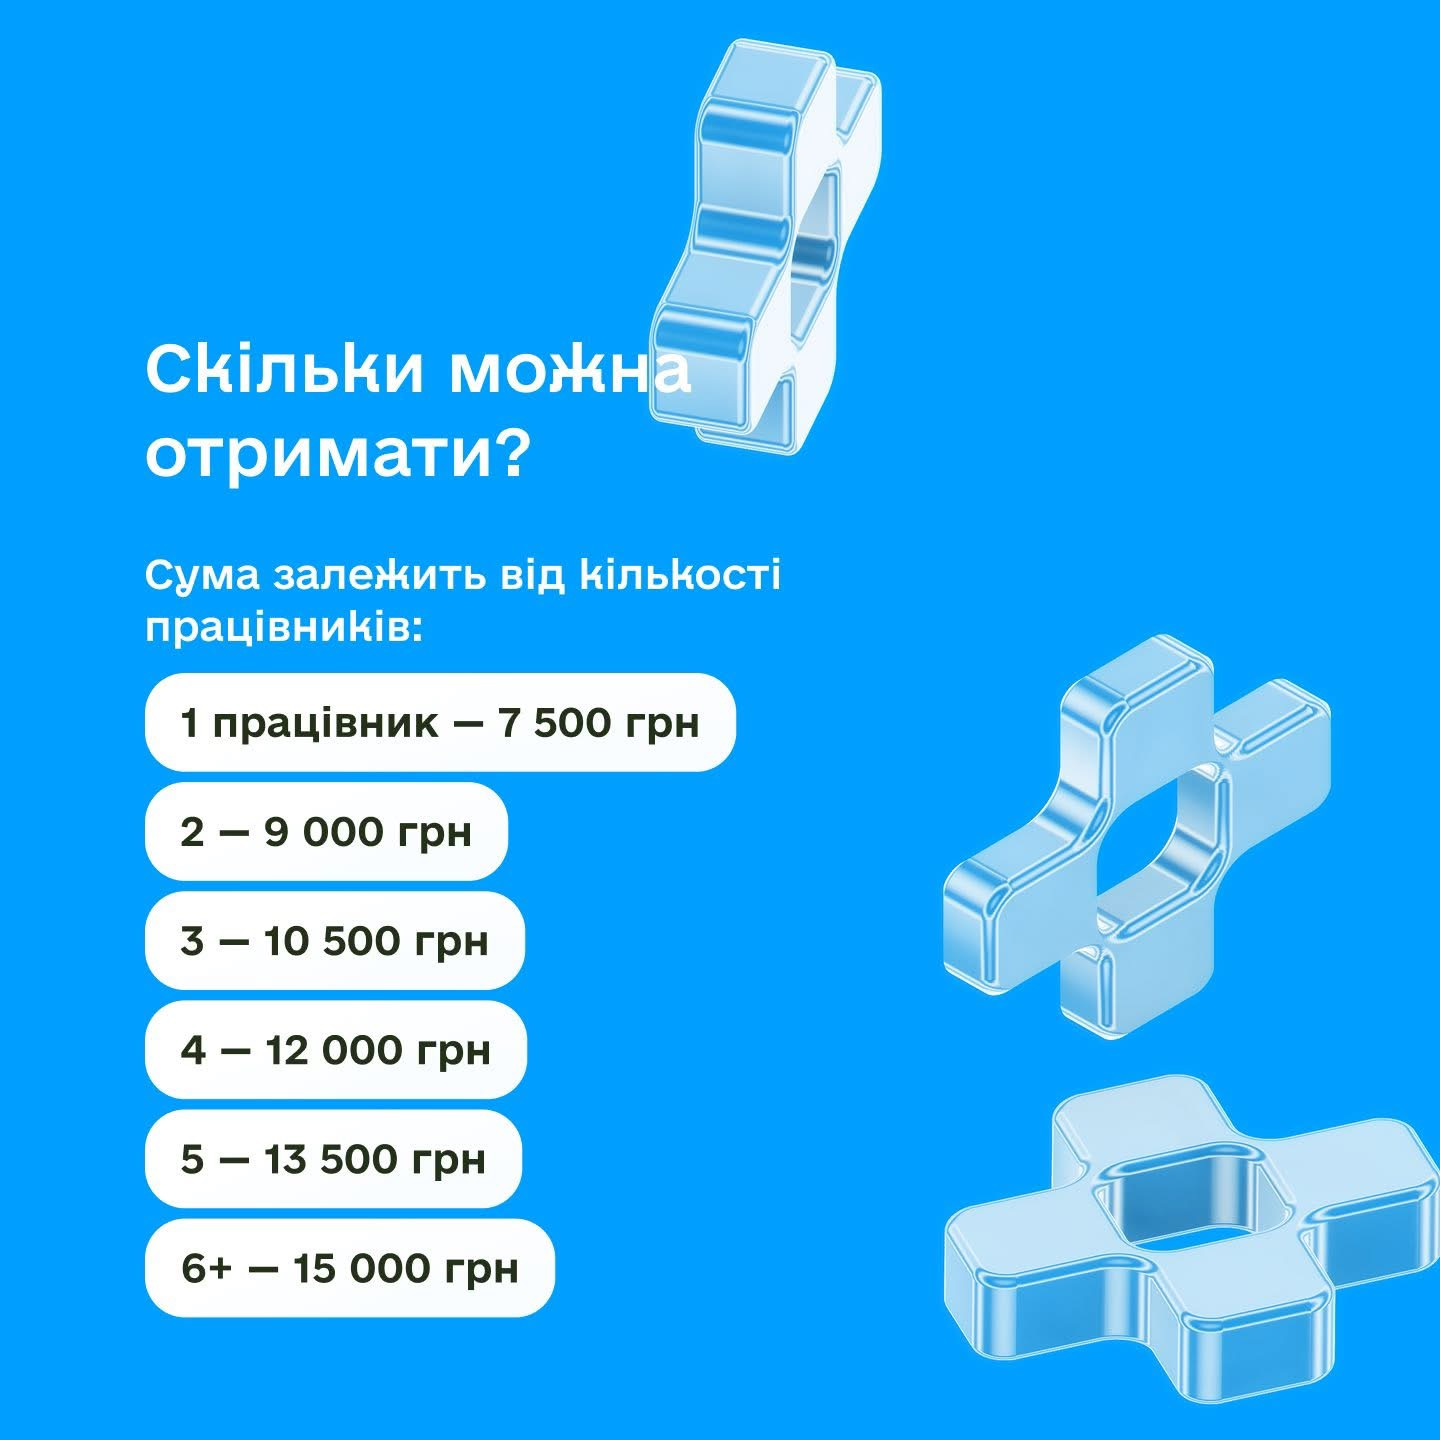 Скільки можна
отримати?
Сума залежить від кількості
працівників:
1 працівник — 7 500 грн
2 — 9 000 грн
3 — 10 500 грн
4 — 12 000 грн
5 — 13 500 грн
6+ — 15 000 грн